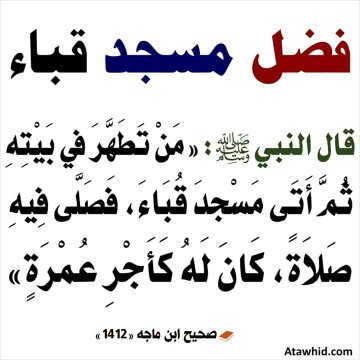 فضل مسجد قباء
قال النبي ﷺ : « مَنْ تَطَهَّرَ في بَيْتِهِ
ثُمَّ أَتَى مَسْجِدَ قُبَاءَ، فَصَلَّى فِيهِ
صَلَاةً، كَانَ لَهُ كَأَجْرِ عُمْرَةٍ »
صحيح ابن ماجه « 1412 »
Atawhid.com